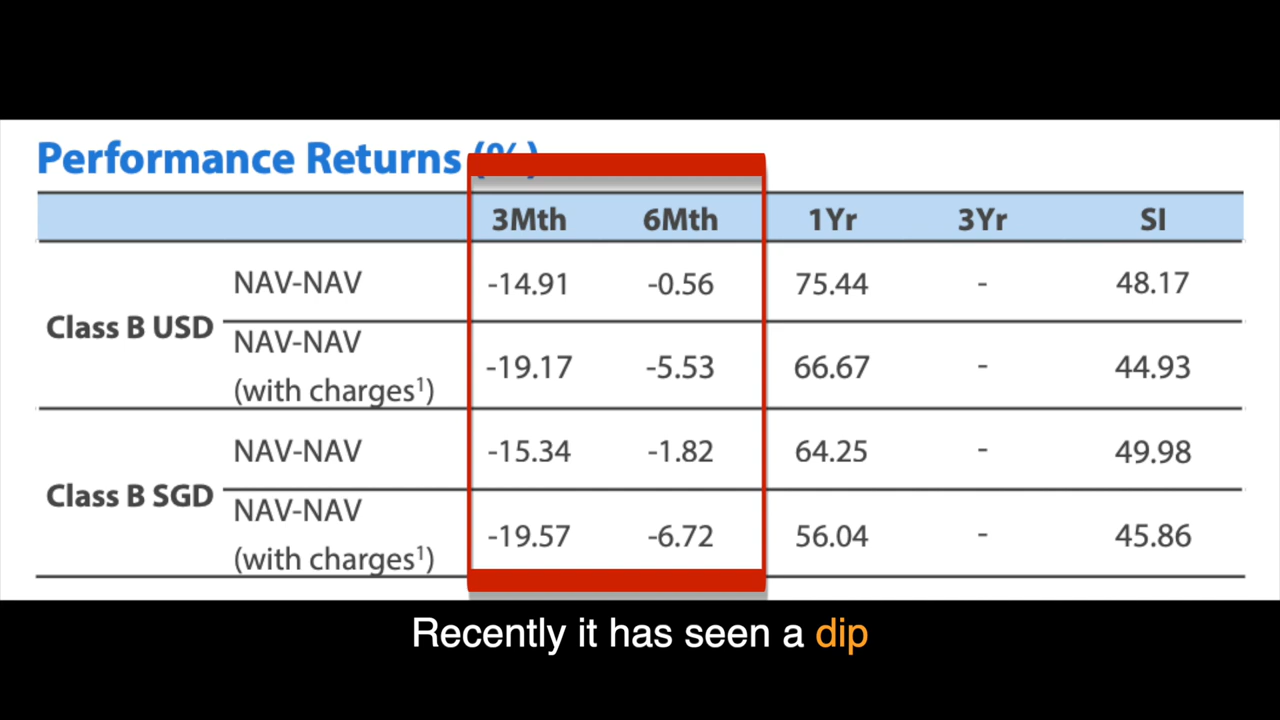 Performance Returns (%)
3Mth 6Mth 1Yr 3Yr SI
NAV-NAV -14.91 -0.56 75.44 - 48.17
Class B USD
NAV-NAV
(with charges¹) -19.17 -5.53 66.67 - 44.93
NAV-NAV -15.34 -1.82 64.25 - 49.98
Class B SGD
NAV-NAV
(with charges¹) -19.57 -6.72 56.04 - 45.86
Recently it has seen a dip